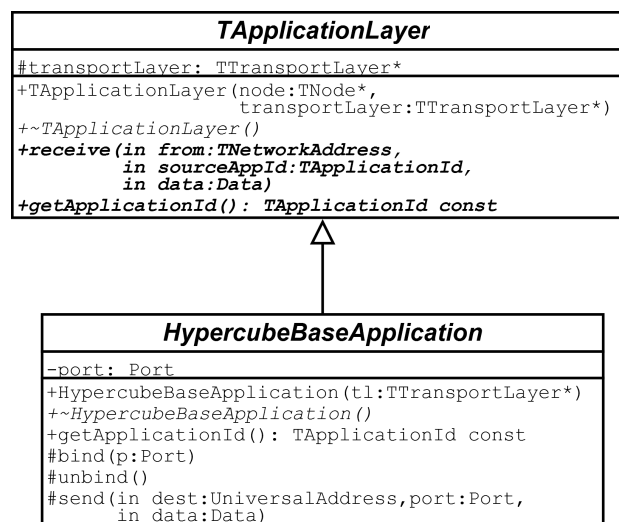 TApplicationLayer
#transportLayer: TTransportLayer*
+TApplicationLayer(node:TNode*,
transportLayer:TTransportLayer*)
+~TApplicationLayer()
+receive(in from:TNetworkAddress,
in sourceAppId:TApplicationId,
in data:Data)
+getApplicationId(): TApplicationId const
HypercubeBaseApplication
-port: Port
+HypercubeBaseApplication(tl:TTransportLayer*)
+~HypercubeBaseApplication()
+getApplicationId(): TApplicationId const
#bind(p:Port)
#unbind()
#send(in dest:UniversalAddress,port:Port,
in data:Data)